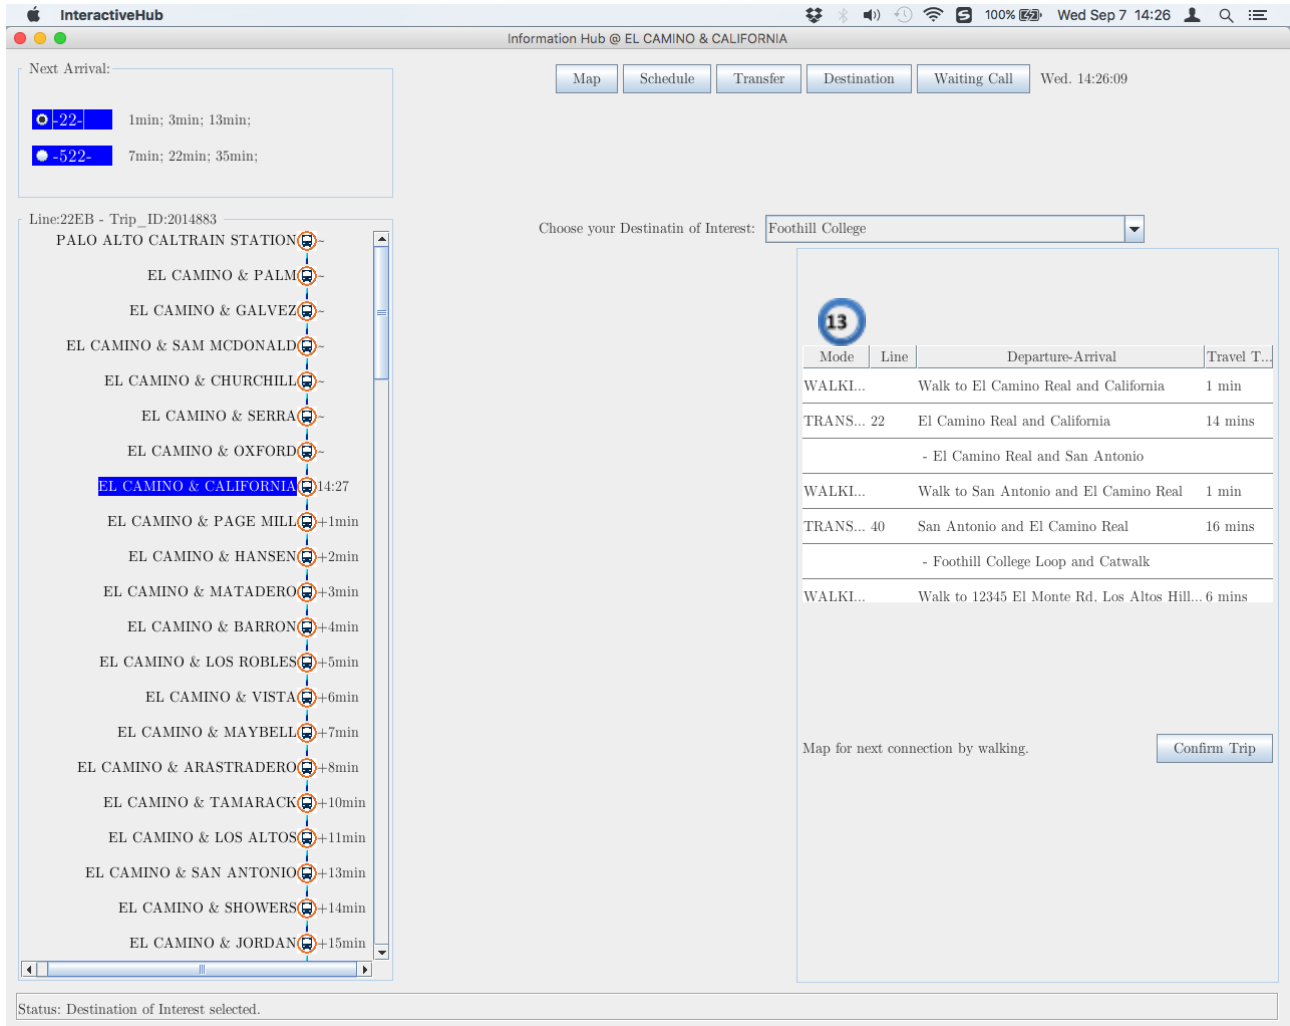 InteractiveHub 100% Wed Sep 7 14:26
Information Hub @ EL CAMINO & CALIFORNIA
Next Arrival:
-22- 1min; 3min; 13min;
-522- 7min; 22min; 35min;
Map Schedule Transfer Destination Waiting Call Wed. 14:26:09
Line:22EB - Trip_ID:2014883
PALO ALTO CALTRAIN STATION ~
EL CAMINO & PALM ~
EL CAMINO & GALVEZ ~
EL CAMINO & SAM MCDONALD ~
EL CAMINO & CHURCHILL ~
EL CAMINO & SERRA ~
EL CAMINO & OXFORD ~
EL CAMINO & CALIFORNIA 14:27
EL CAMINO & PAGE MILL +1min
EL CAMINO & HANSEN +2min
EL CAMINO & MATADERO +3min
EL CAMINO & BARRON +4min
EL CAMINO & LOS ROBLES +5min
EL CAMINO & VISTA +6min
EL CAMINO & MAYBELL +7min
EL CAMINO & ARASTRADERO +8min
EL CAMINO & TAMARACK +10min
EL CAMINO & LOS ALTOS +11min
EL CAMINO & SAN ANTONIO +13min
EL CAMINO & SHOWERS +14min
EL CAMINO & JORDAN +15min
Choose your Destinatin of Interest: Foothill College
13
Mode Line Departure-Arrival Travel T...
WALKI... Walk to El Camino Real and California 1 min
TRANS... 22 El Camino Real and California 14 mins
- El Camino Real and San Antonio
WALKI... Walk to San Antonio and El Camino Real 1 min
TRANS... 40 San Antonio and El Camino Real 16 mins
- Foothill College Loop and Catwalk
WALKI... Walk to 12345 El Monte Rd, Los Altos Hill... 6 mins
Map for next connection by walking. Confirm Trip
Status: Destination of Interest selected.